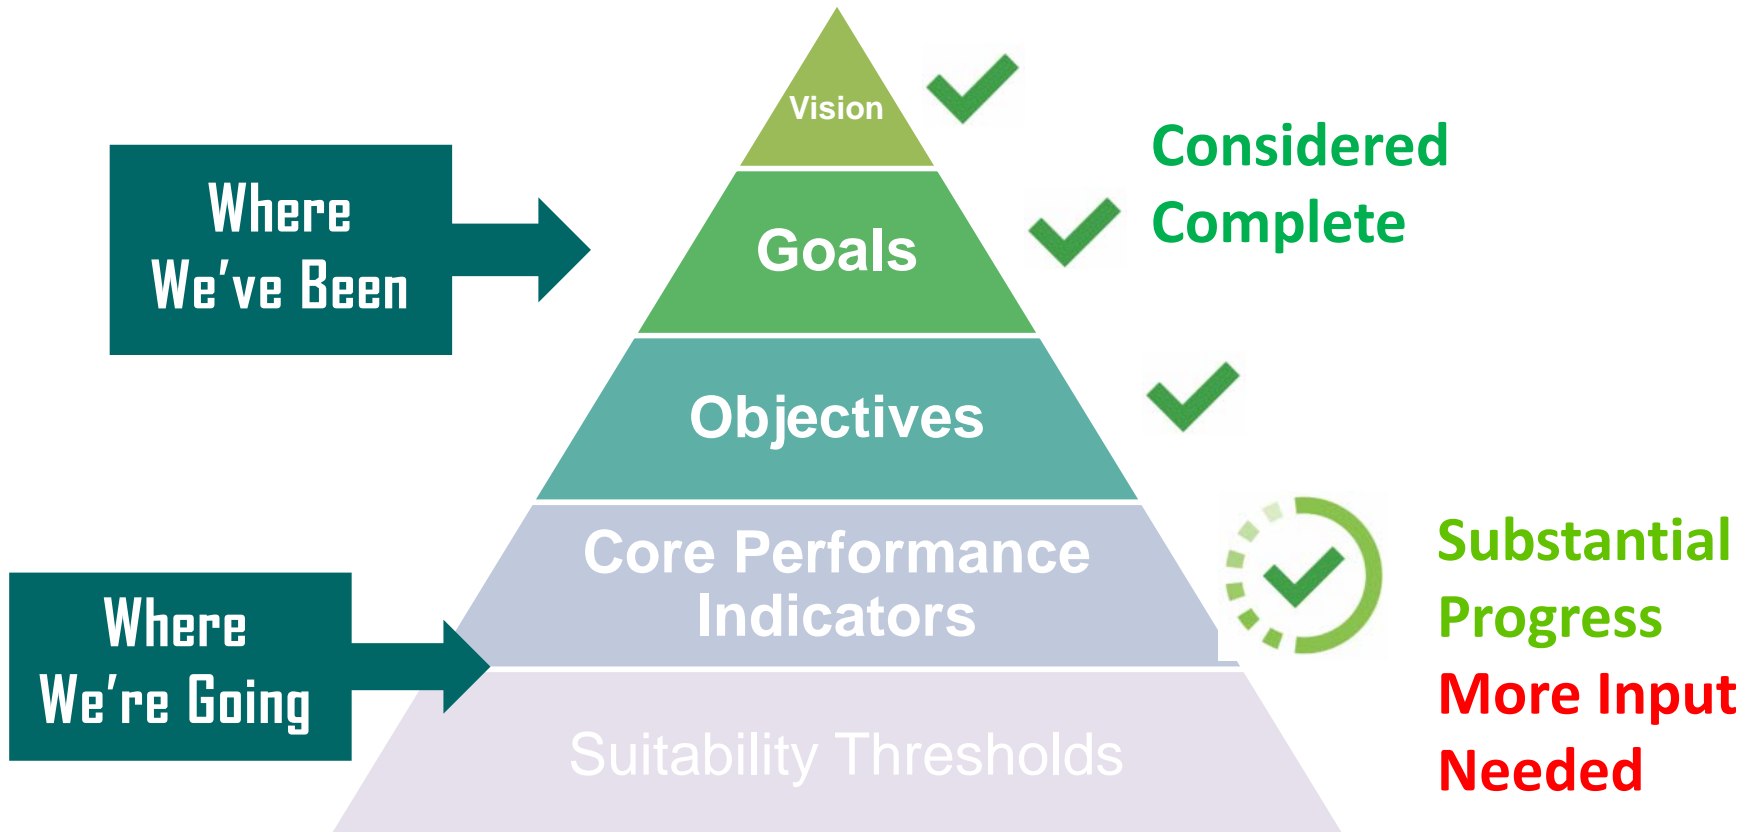 Vision
Considered
Complete
Where
We've Been
Goals
Objectives
Core Performance
Indicators
Substantial
Progress
More Input
Needed
Where
We're Going
Suitability Thresholds